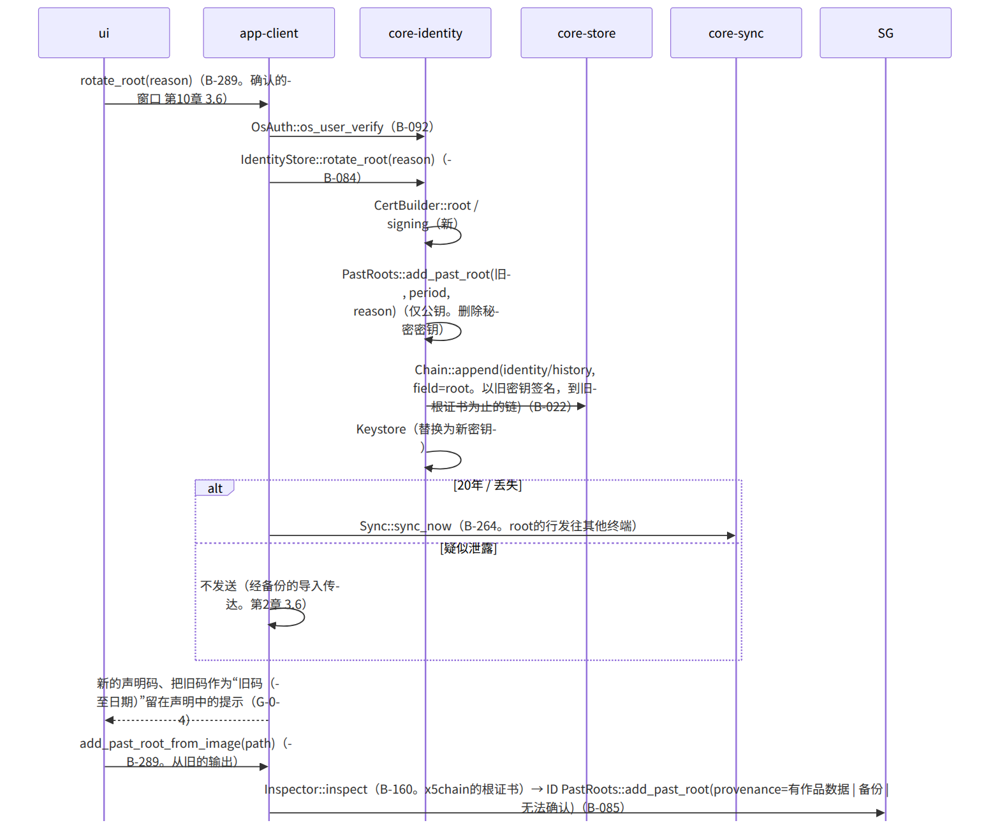 ui
app-client
core-identity
core-store
core-sync
SG
rotate_root(reason)（B-289。确认的-
窗口 第10章 3.6）
OsAuth::os_user_verify（B-092）
IdentityStore::rotate_root(reason)（-
B-084）
CertBuilder::root /
signing（新）
PastRoots::add_past_root(旧-
, period,
reason)（仅公钥。删除秘-
密密钥）
Chain::append(identity/history,
field=root。以旧密钥签名，到旧-
根证书为止的链)（B-022）
Keystore（替换为新密钥-
）
alt
[20年 / 丢失]
Sync::sync_now（B-264。root的行发往其他终端）
[疑似泄露]
不发送（经备份的导入传-
达。第2章 3.6）
新的声明码、把旧码作为“旧码（-
至日期）”留在声明中的提示（G-0-
4）
add_past_root_from_image(path)（-
B-289。从旧的输出）
Inspector::inspect（B-160。x5chain的根证书）→ ID PastRoots::add_past_root(provenance=有作品数据 | 备份 |
无法确认)（B-085）